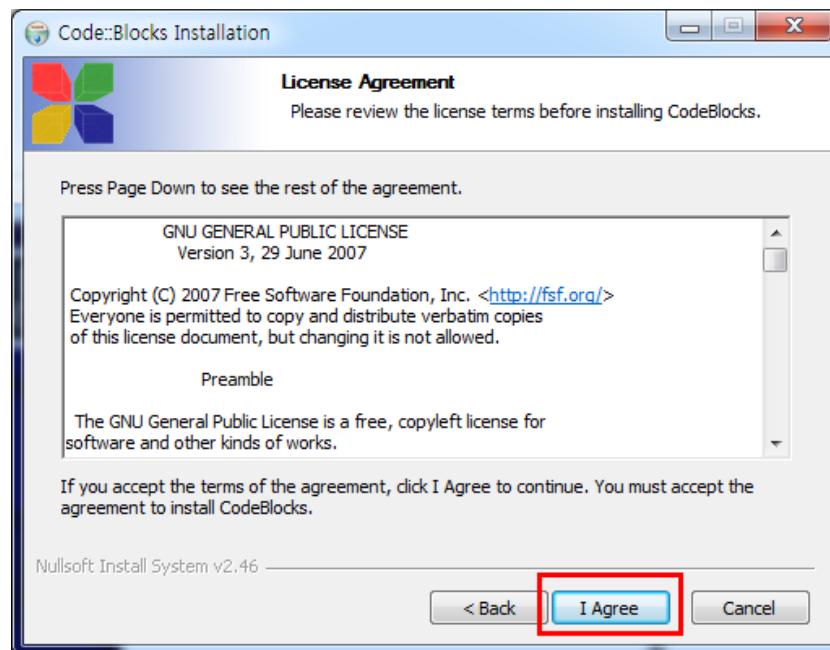 Code::Blocks Installation
License Agreement
Please review the license terms before installing CodeBlocks.
Press Page Down to see the rest of the agreement.
GNU GENERAL PUBLIC LICENSE
Version 3, 29 June 2007
Copyright (C) 2007 Free Software Foundation, Inc. <http://fsf.org/>
Everyone is permitted to copy and distribute verbatim copies
of this license document, but changing it is not allowed.
Preamble
The GNU General Public License is a free, copyleft license for
software and other kinds of works.
If you accept the terms of the agreement, click I Agree to continue. You must accept the
agreement to install CodeBlocks.
Nullsoft Install System v2.46
< Back I Agree Cancel